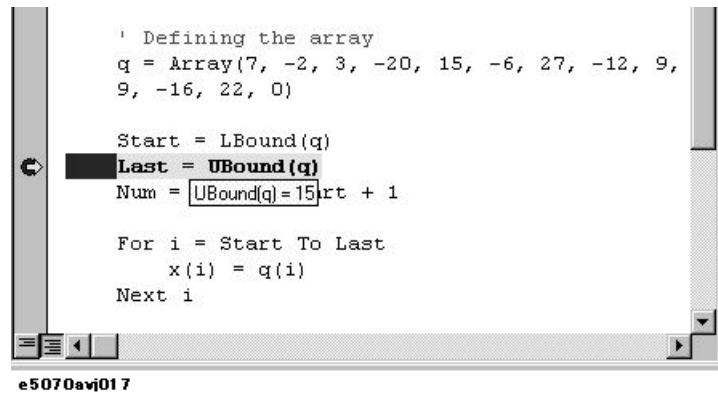 ' Defining the array
q = Array(7, -2, 3, -20, 15, -6, 27, -12, 9,
9, -16, 22, 0)
Start = LBound(q)
Last = UBound(q)
Num = UBound(q) = 15rt + 1
For i = Start To Last
x(i) = q(i)
Next i
e5070avj017